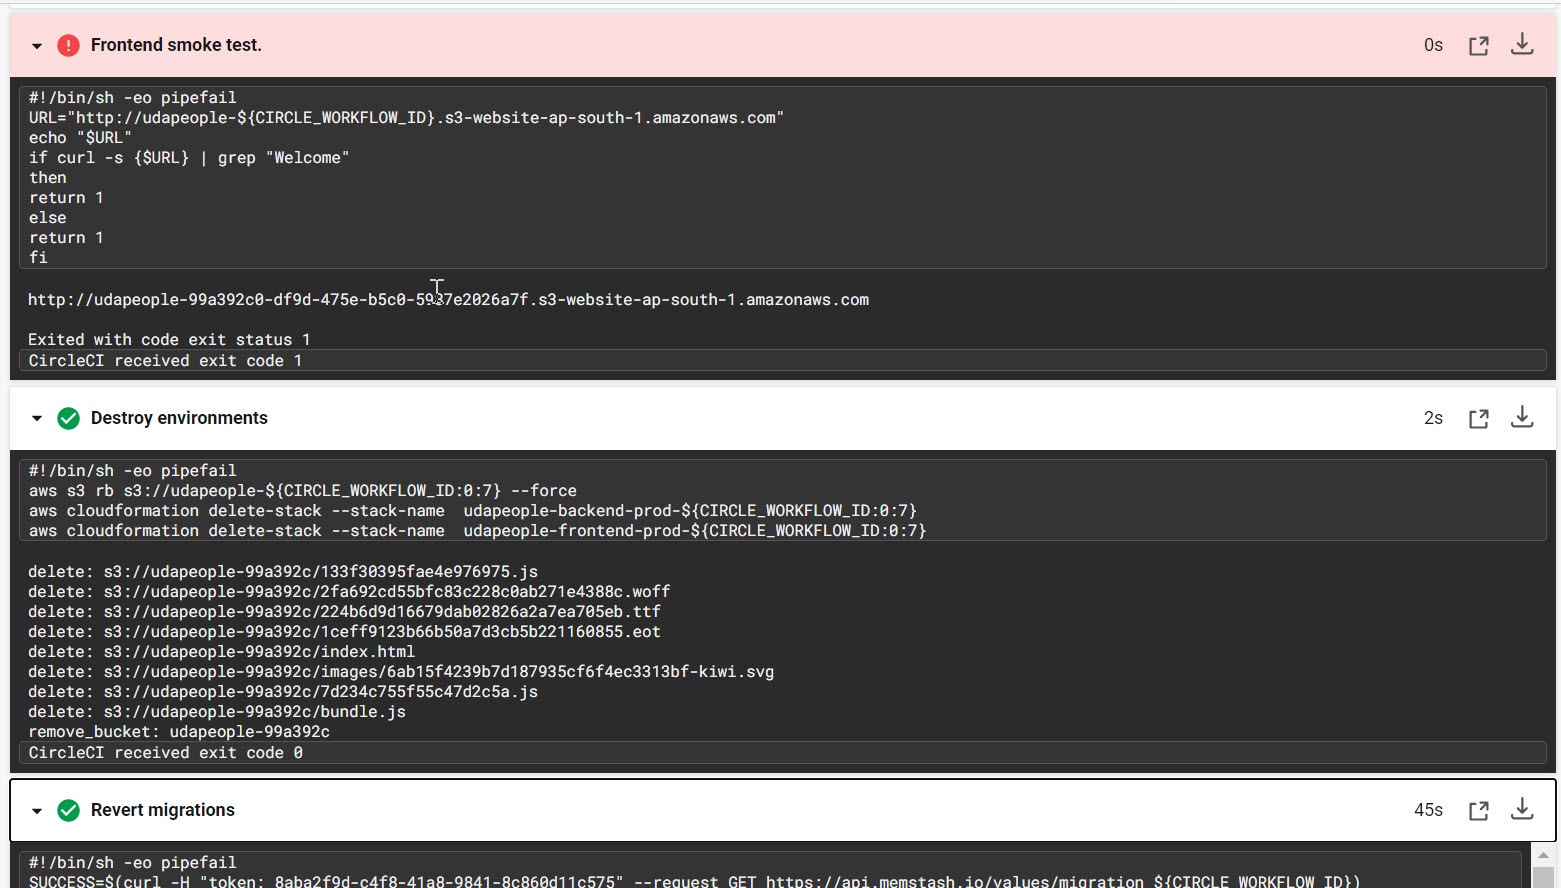 Frontend smoke test.
0s
#!/bin/sh -eo pipefail
URL="http://udapeople-${CIRCLE_WORKFLOW_ID}.s3-website-ap-south-1.amazonaws.com"
echo "$URL"
if curl -s {$URL} | grep "Welcome"
then
return 1
else
return 1
fi
http://udapeople-99a392c0-df9d-475e-b5c0-5937e2026a7f.s3-website-ap-south-1.amazonaws.com
Exited with code exit status 1
CircleCI received exit code 1
Destroy environments
2s
#!/bin/sh -eo pipefail
aws s3 rb s3://udapeople-${CIRCLE_WORKFLOW_ID:0:7} --force
aws cloudformation delete-stack --stack-name  udapeople-backend-prod-${CIRCLE_WORKFLOW_ID:0:7}
aws cloudformation delete-stack --stack-name  udapeople-frontend-prod-${CIRCLE_WORKFLOW_ID:0:7}
delete: s3://udapeople-99a392c/133f30395fae4e976975.js
delete: s3://udapeople-99a392c/2fa692cd55bfc83c228c0ab271e4388c.woff
delete: s3://udapeople-99a392c/224b6d9d16679dab02826a2a7ea705eb.ttf
delete: s3://udapeople-99a392c/1ceff9123b66b50a7d3cb5b221160855.eot
delete: s3://udapeople-99a392c/index.html
delete: s3://udapeople-99a392c/images/6ab15f4239b7d187935cf6f4ec3313bf-kiwi.svg
delete: s3://udapeople-99a392c/7d234c755f55c47d2c5a.js
delete: s3://udapeople-99a392c/bundle.js
remove_bucket: udapeople-99a392c
CircleCI received exit code 0
Revert migrations
45s
#!/bin/sh -eo pipefail
SUCCESS=$(curl -H "token: 8aba2f9d-c4f8-41a8-9841-8c860d11c575" --request GET https://api.memstash.io/values/migration_${CIRCLE_WORKFLOW_ID})